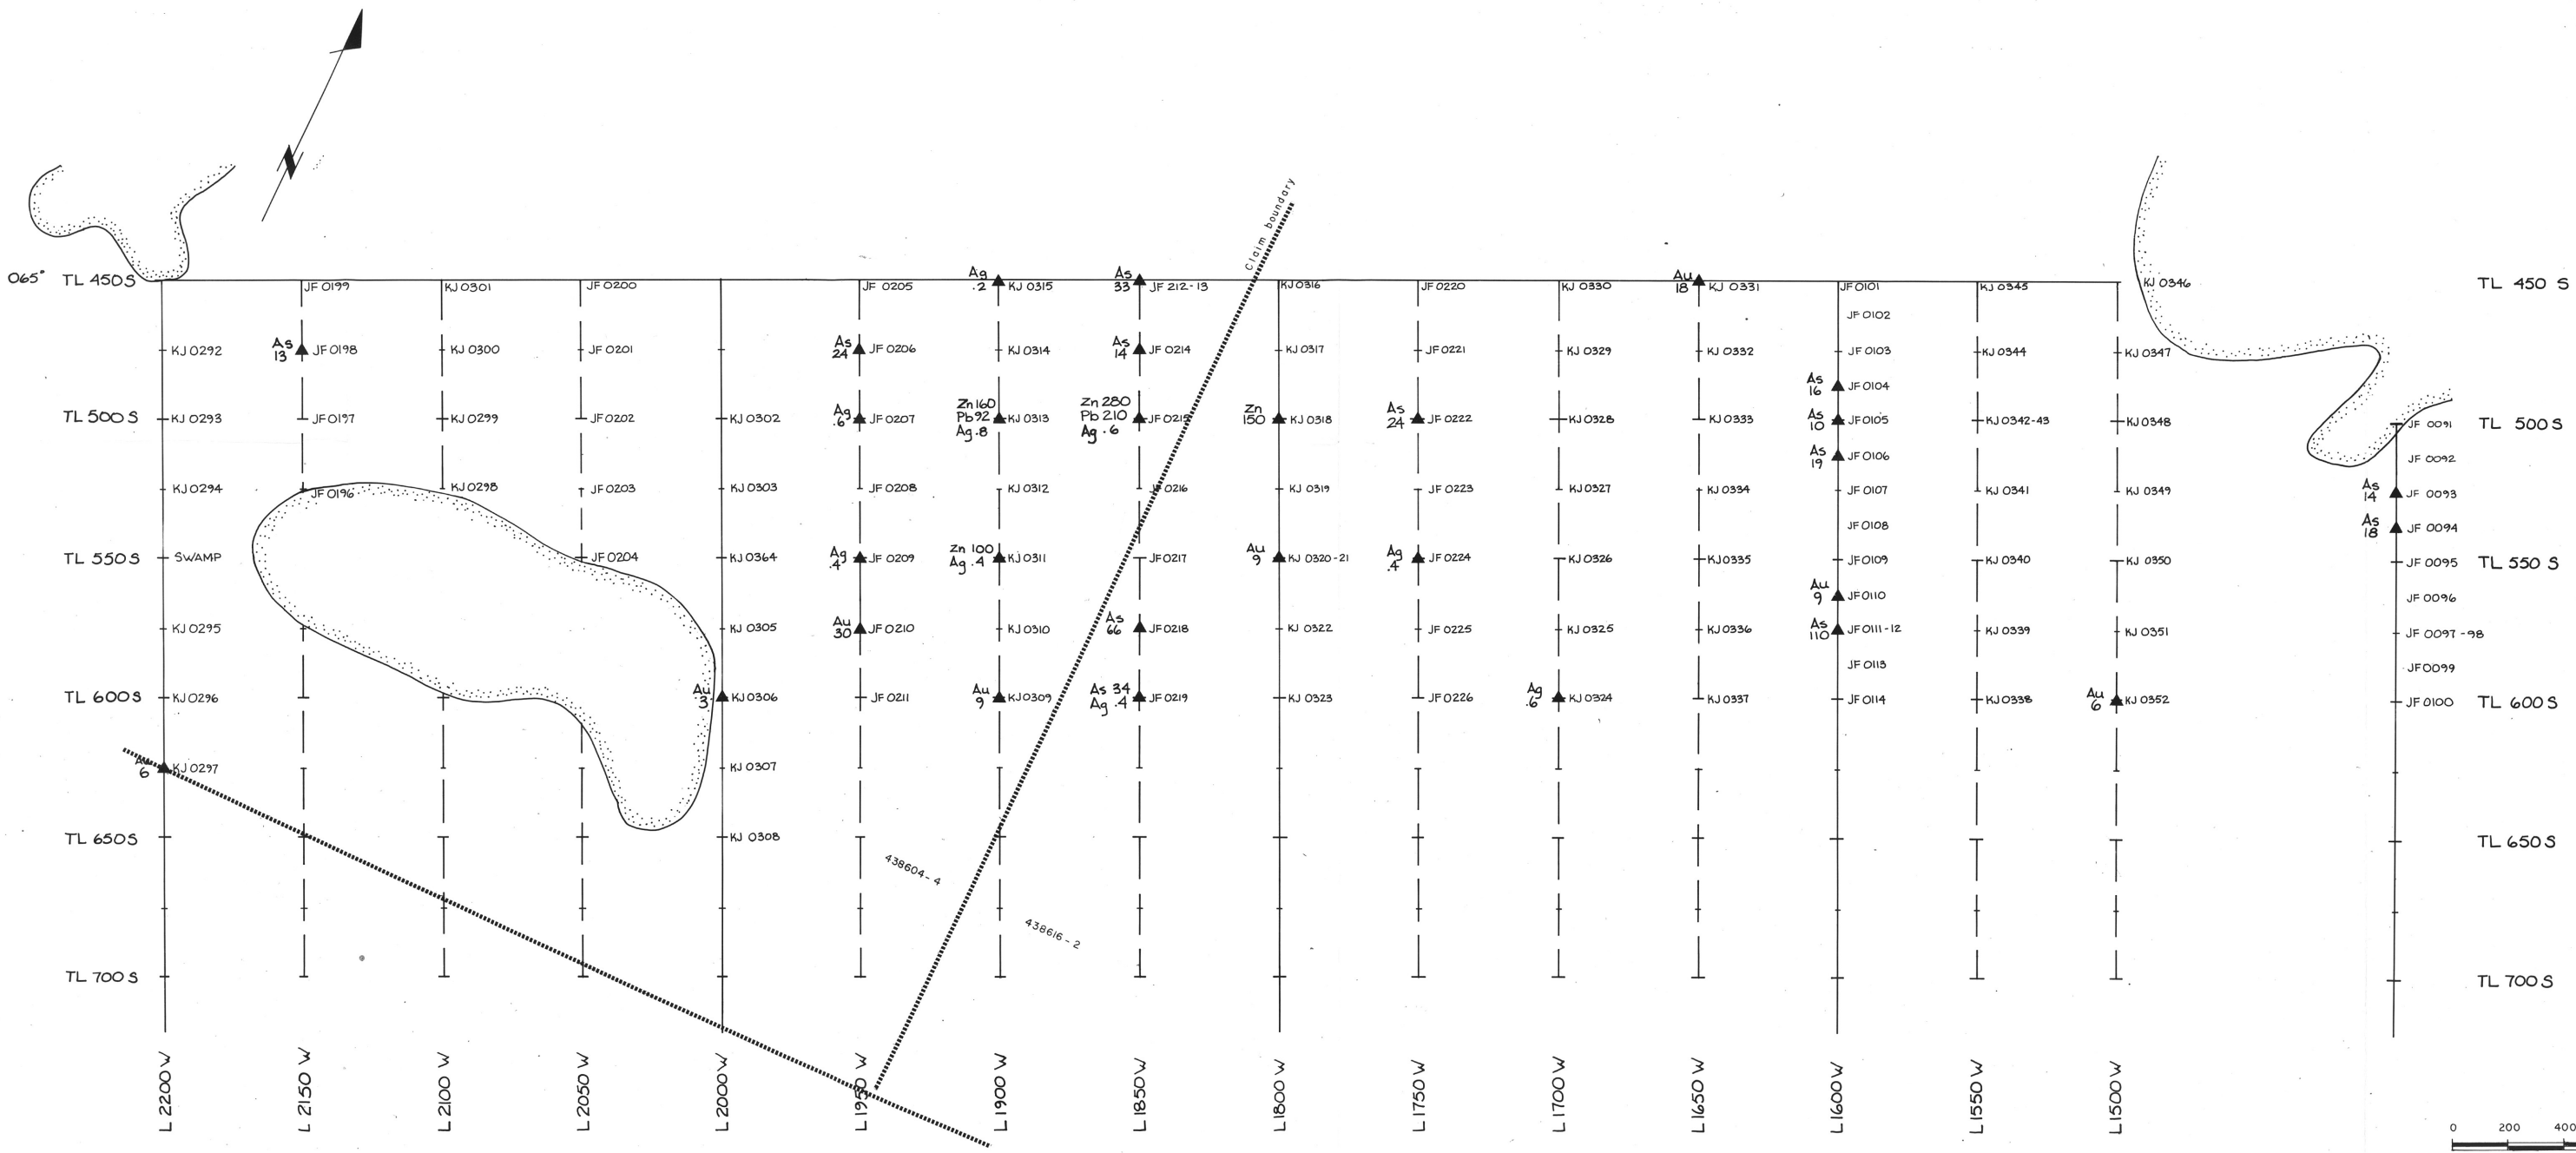 N
Claim boundary
065° TL 450 S
JF 0199
KJ 0301
JF 0200
JF 0205
Ag .2 KJ 0315
As 33 JF 212-13
KJ 0316
JF 0220
KJ 0330
Au 18 KJ 0331
JF 0101
KJ 0345
KJ 0346
TL 450 S
JF 0102
KJ 0292
As 13 JF 0198
KJ 0300
JF 0201
As 24 JF 0206
KJ 0314
As 14 JF 0214
KJ 0317
JF 0221
KJ 0329
KJ 0332
JF 0103
KJ 0344
KJ 0347
As 16 JF 0104
TL 500 S
KJ 0293
JF 0197
KJ 0299
JF 0202
KJ 0302
Ag .6 JF 0207
Zn 160
Pb 92 KJ 0313
Ag .8
Zn 280
Pb 210 JF 0215
Ag .6
Zn 150 KJ 0318
As 24 JF 0222
KJ 0328
KJ 0333
As 10 JF 0105
KJ 0342-43
KJ 0348
JF 0091
TL 500 S
As 19 JF 0106
JF 0092
KJ 0294
JF 0196
KJ 0298
JF 0203
KJ 0303
JF 0208
KJ 0312
JF 0216
KJ 0319
JF 0223
KJ 0327
KJ 0334
JF 0107
KJ 0341
KJ 0349
As 14 JF 0093
JF 0108
As 18 JF 0094
TL 550 S
SWAMP
JF 0204
KJ 0364
Ag .4 JF 0209
Zn 100
Ag .4 KJ 0311
JF 0217
Au 9 KJ 0320-21
Ag .4 JF 0224
KJ 0326
KJ 0335
JF 0109
KJ 0340
KJ 0350
JF 0095
TL 550 S
Au 9 JF 0110
JF 0096
KJ 0295
KJ 0305
Au 30 JF 0210
KJ 0310
As 66 JF 0218
KJ 0322
JF 0225
KJ 0325
KJ 0336
As 110 JF 0111-12
KJ 0339
KJ 0351
JF 0097-98
JF 0113
JF 0099
TL 600 S
KJ 0296
Au 3 KJ 0306
JF 0211
Au 9 KJ 0309
As 34
Ag .4 JF 0219
KJ 0323
JF 0226
Ag .6 KJ 0324
KJ 0337
JF 0114
KJ 0338
Au 6 KJ 0352
JF 0100
TL 600 S
Au 6 KJ 0297
KJ 0307
TL 650 S
KJ 0308
TL 650 S
438604-4
438616-2
TL 700 S
TL 700 S
L 2200 W
L 2150 W
L 2100 W
L 2050 W
L 2000 W
L 1950 W
L 1900 W
L 1850 W
L 1800 W
L 1750 W
L 1700 W
L 1650 W
L 1600 W
L 1550 W
L 1500 W
0 200 400